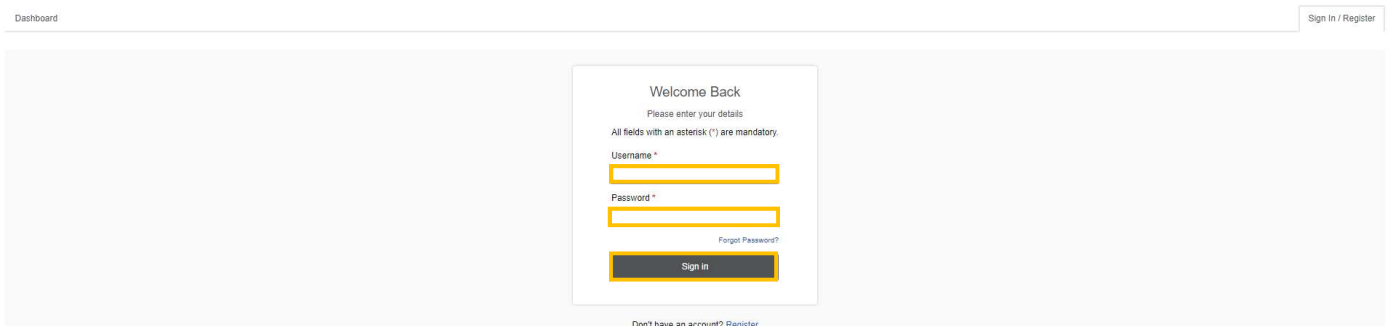 Dashboard
Sign In / Register
Welcome Back
Please enter your details
All fields with an asterisk (*) are mandatory.
Username *
Password *
Forgot Password?
Sign in
Don't have an account? Register